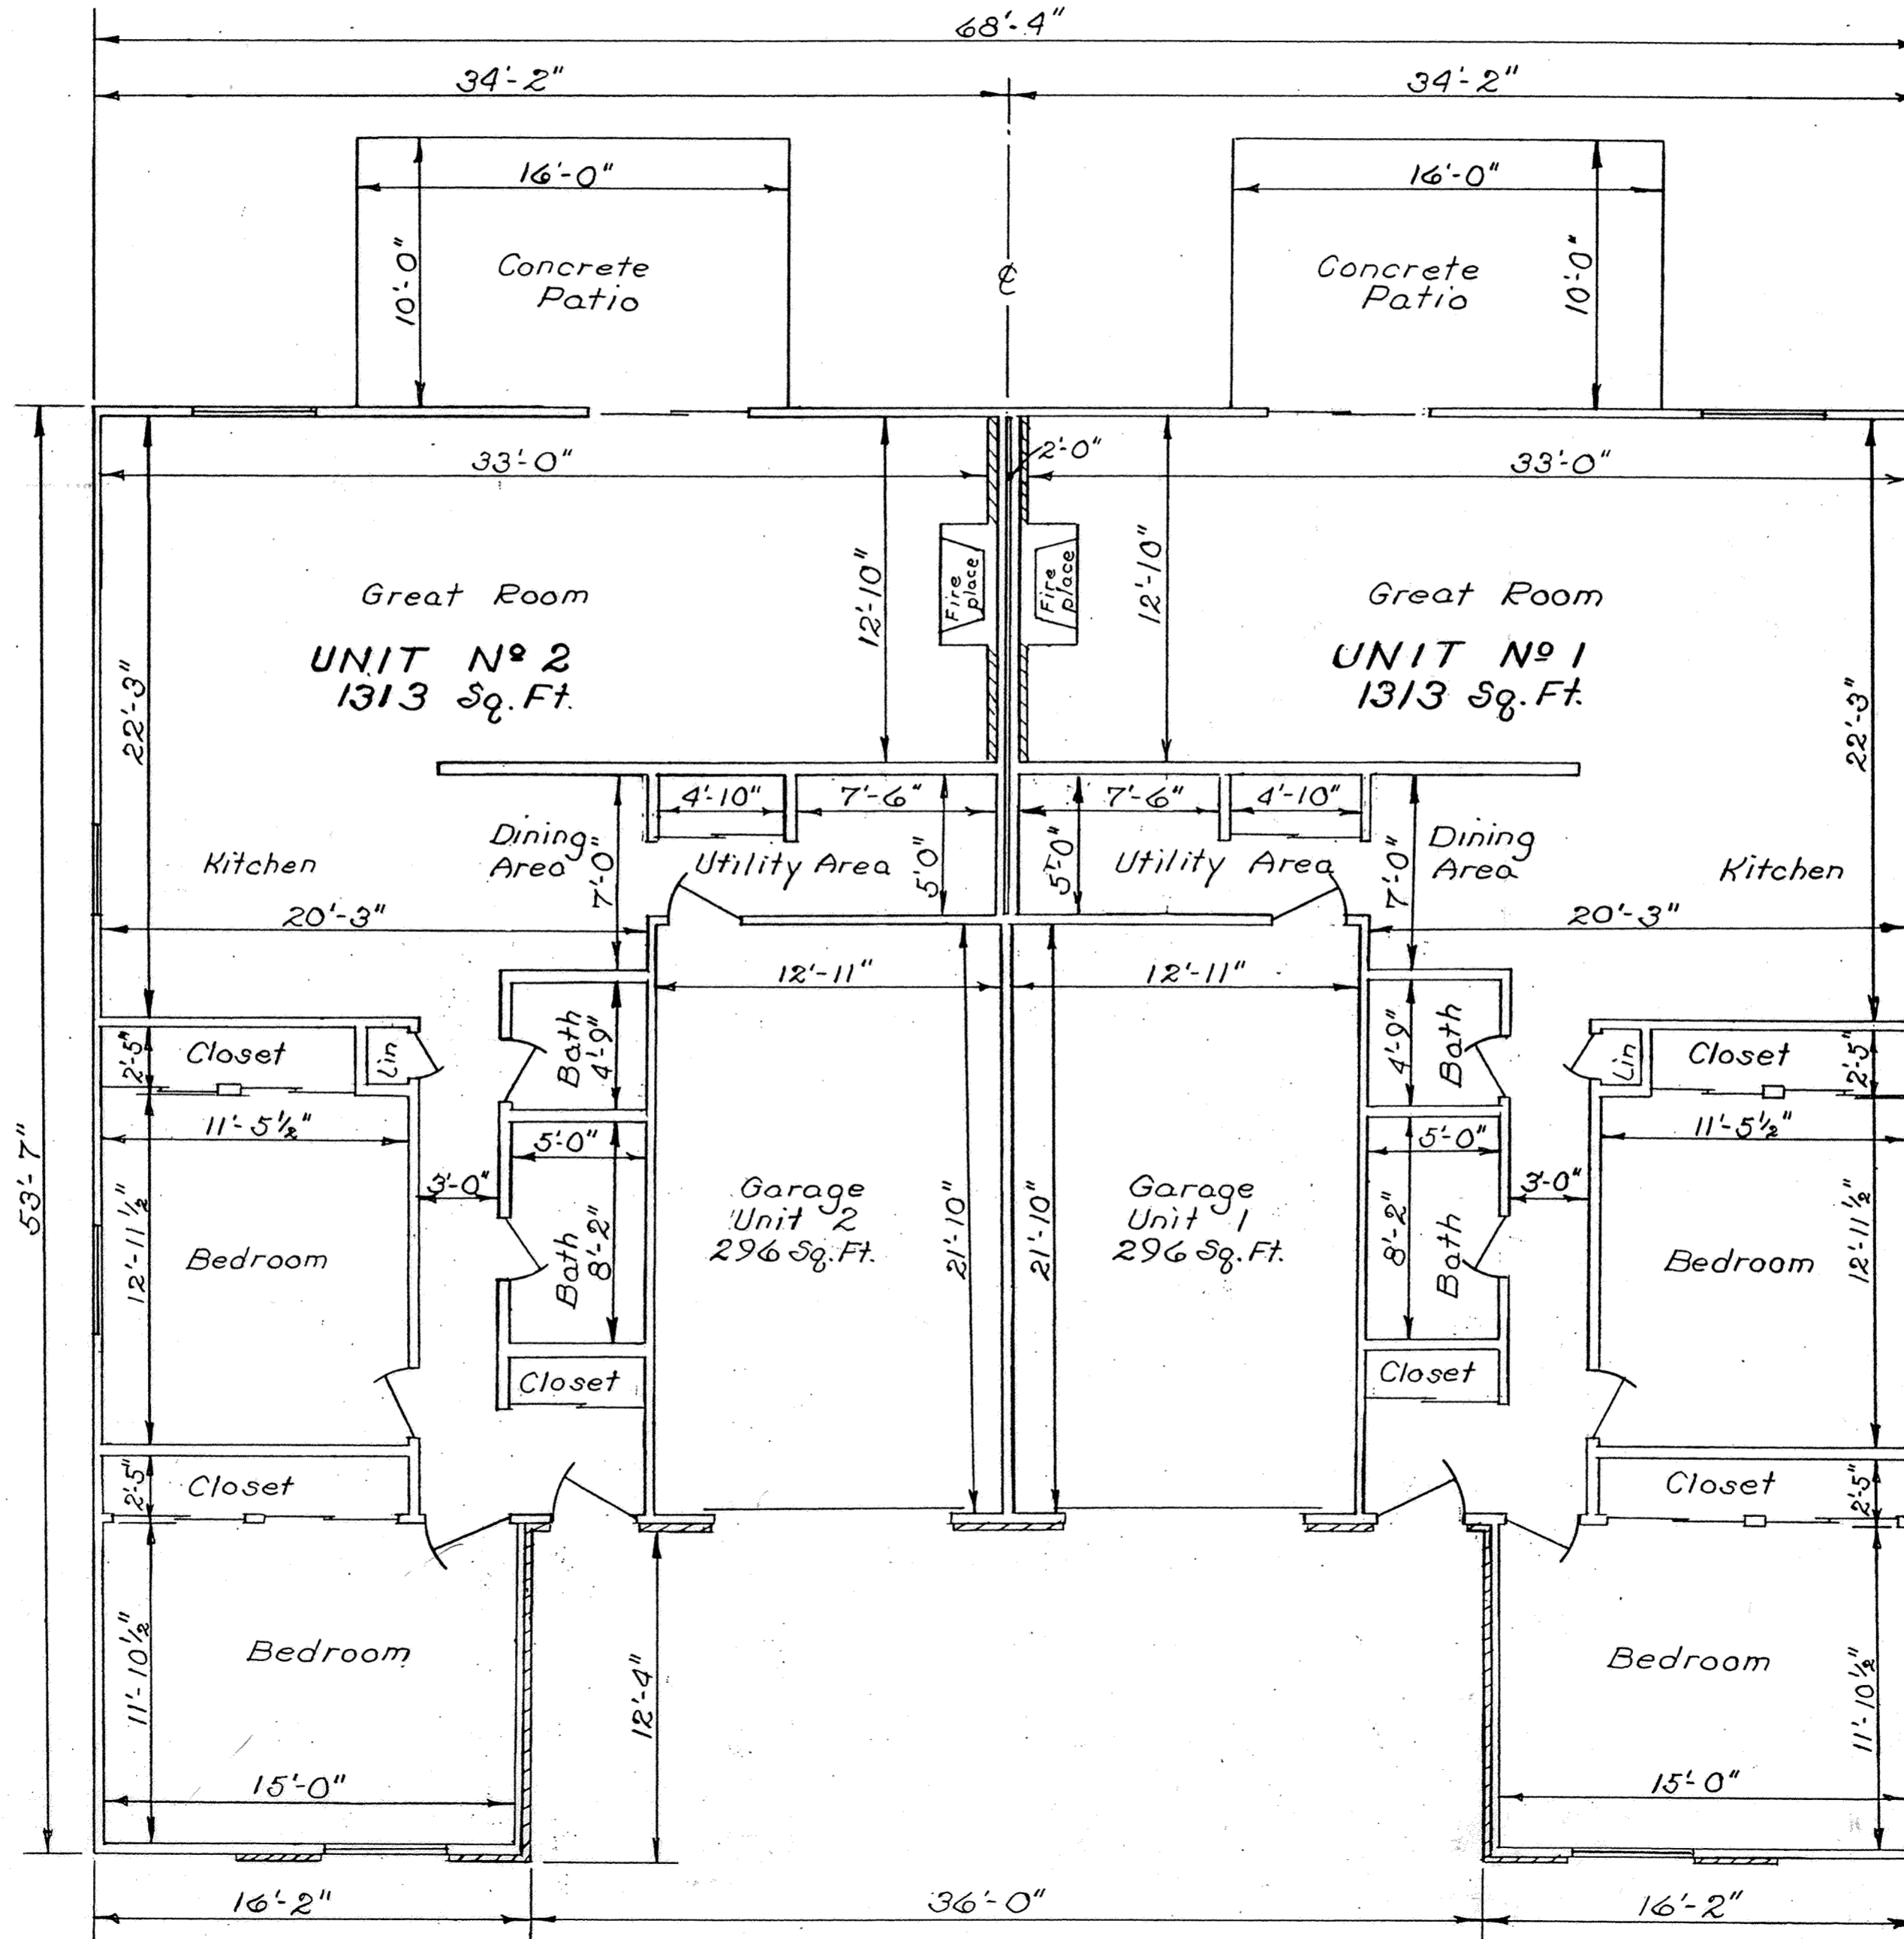 68'-4"
34'-2"
34'-2"
16'-0"
16'-0"
10'-0"
Concrete
Patio
℄
Concrete
Patio
10'-0"
33'-0"
2'-0"
33'-0"
12'-10"
Fire
place
Fire
place
12'-10"
Great Room
UNIT Nº 2
1313 Sq. Ft.
Great Room
UNIT Nº 1
1313 Sq. Ft.
22'-3"
22'-3"
4'-10"
7'-6"
7'-6"
4'-10"
Kitchen
Dining
Area
7'-0"
Utility Area
5'-0"
5'-0"
Utility Area
7'-0"
Dining
Area
Kitchen
20'-3"
20'-3"
12'-11"
12'-11"
2'-5"
Closet
Lin
Bath
4'-9"
4'-9"
Bath
Lin
Closet
2'-5"
11'-5½"
5'-0"
5'-0"
11'-5½"
53'-7"
12'-11½"
3'-0"
3'-0"
12'-11½"
Bedroom
Bath
8'-2"
Garage
Unit 2
296 Sq. Ft.
21'-10"
21'-10"
Garage
Unit 1
296 Sq. Ft.
8'-2"
Bath
Bedroom
Closet
Closet
2'-5"
Closet
Closet
2'-5"
11'-10½"
Bedroom
12'-4"
Bedroom
11'-10½"
15'-0"
15'-0"
16'-2"
36'-0"
16'-2"